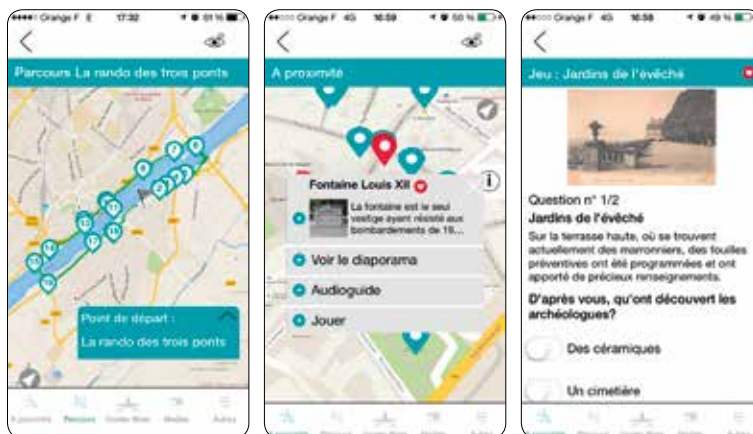 Orange F E 17:32 61 %
Parcours La rando des trois ponts
Point de départ :
La rando des trois ponts
A proximité Parcours Autres
Orange F 4G 16:59 50 %
A proximité
Fontaine Louis XII
La fontaine est le seul
vestige ayant résisté aux
bombardements de 19...
Voir le diaporama
Audioguide
Jouer
Orange F 4G 16:58 49 %
Jeu : Jardins de l'évêché
Question n° 1/2
Jardins de l'évêché
Sur la terrasse haute, où se trouvent
actuellement des marronniers, des fouilles
préventives ont été programmées et ont
apporté de précieux renseignements.
D'après vous, qu'ont découvert les
archéologues?
Des céramiques
Un cimetière